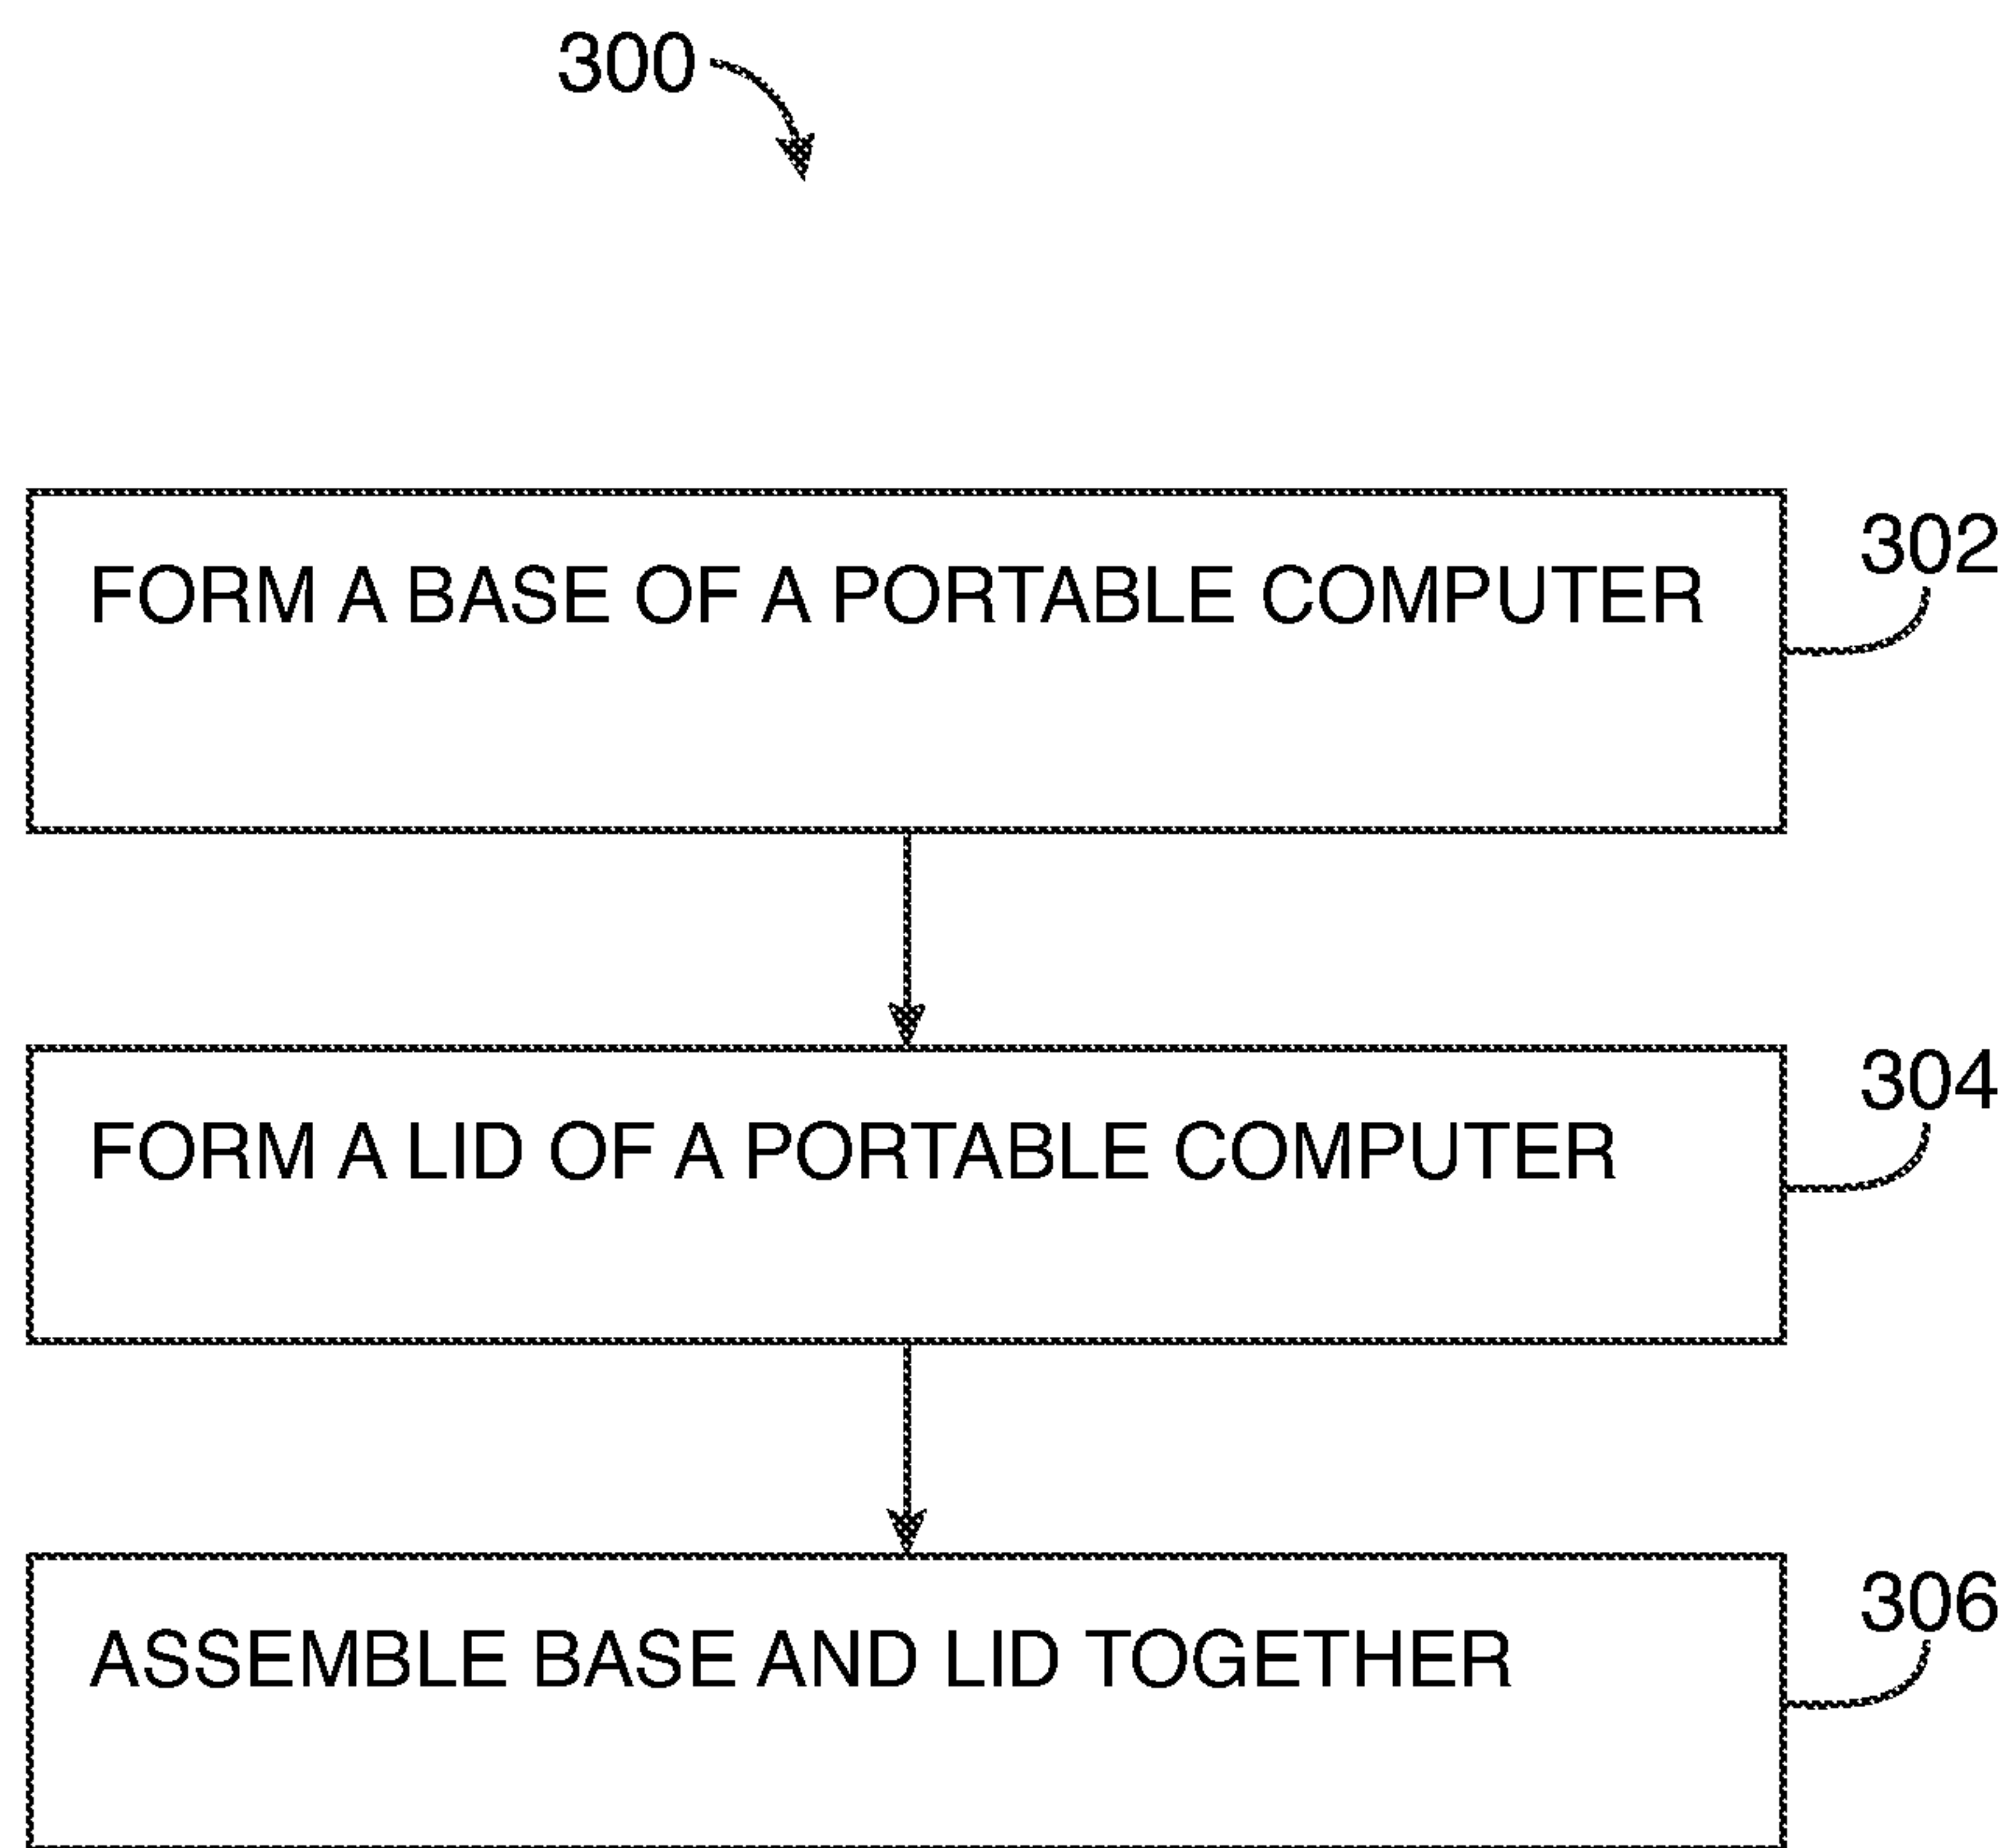 300
FORM A BASE OF A PORTABLE COMPUTER
302
FORM A LID OF A PORTABLE COMPUTER
304
ASSEMBLE BASE AND LID TOGETHER
306